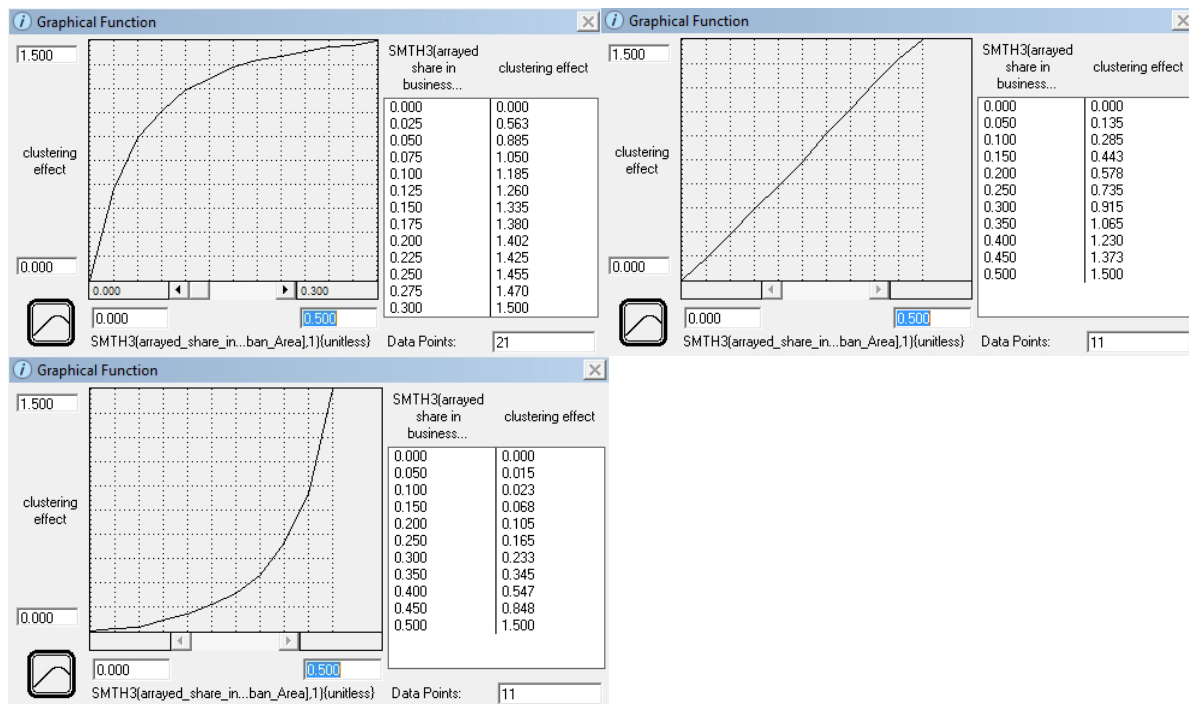 Graphical Function
1.500
clustering
effect
0.000
0.000 0.300
0.000 0.500
SMTH3(arrayed_share_in...ban_Area],1){unitless}
SMTH3(arrayed
share in
business...
clustering effect
0.000 0.000
0.025 0.563
0.050 0.885
0.075 1.050
0.100 1.185
0.125 1.260
0.150 1.335
0.175 1.380
0.200 1.402
0.225 1.425
0.250 1.455
0.275 1.470
0.300 1.500
Data Points: 21
Graphical Function
1.500
clustering
effect
0.000
0.000 0.500
SMTH3(arrayed_share_in...ban_Area],1){unitless}
SMTH3(arrayed
share in
business...
clustering effect
0.000 0.000
0.050 0.135
0.100 0.285
0.150 0.443
0.200 0.578
0.250 0.735
0.300 0.915
0.350 1.065
0.400 1.230
0.450 1.373
0.500 1.500
Data Points: 11
Graphical Function
1.500
clustering
effect
0.000
0.000 0.500
SMTH3(arrayed_share_in...ban_Area],1){unitless}
SMTH3(arrayed
share in
business...
clustering effect
0.000 0.000
0.050 0.015
0.100 0.023
0.150 0.068
0.200 0.105
0.250 0.165
0.300 0.233
0.350 0.345
0.400 0.547
0.450 0.848
0.500 1.500
Data Points: 11